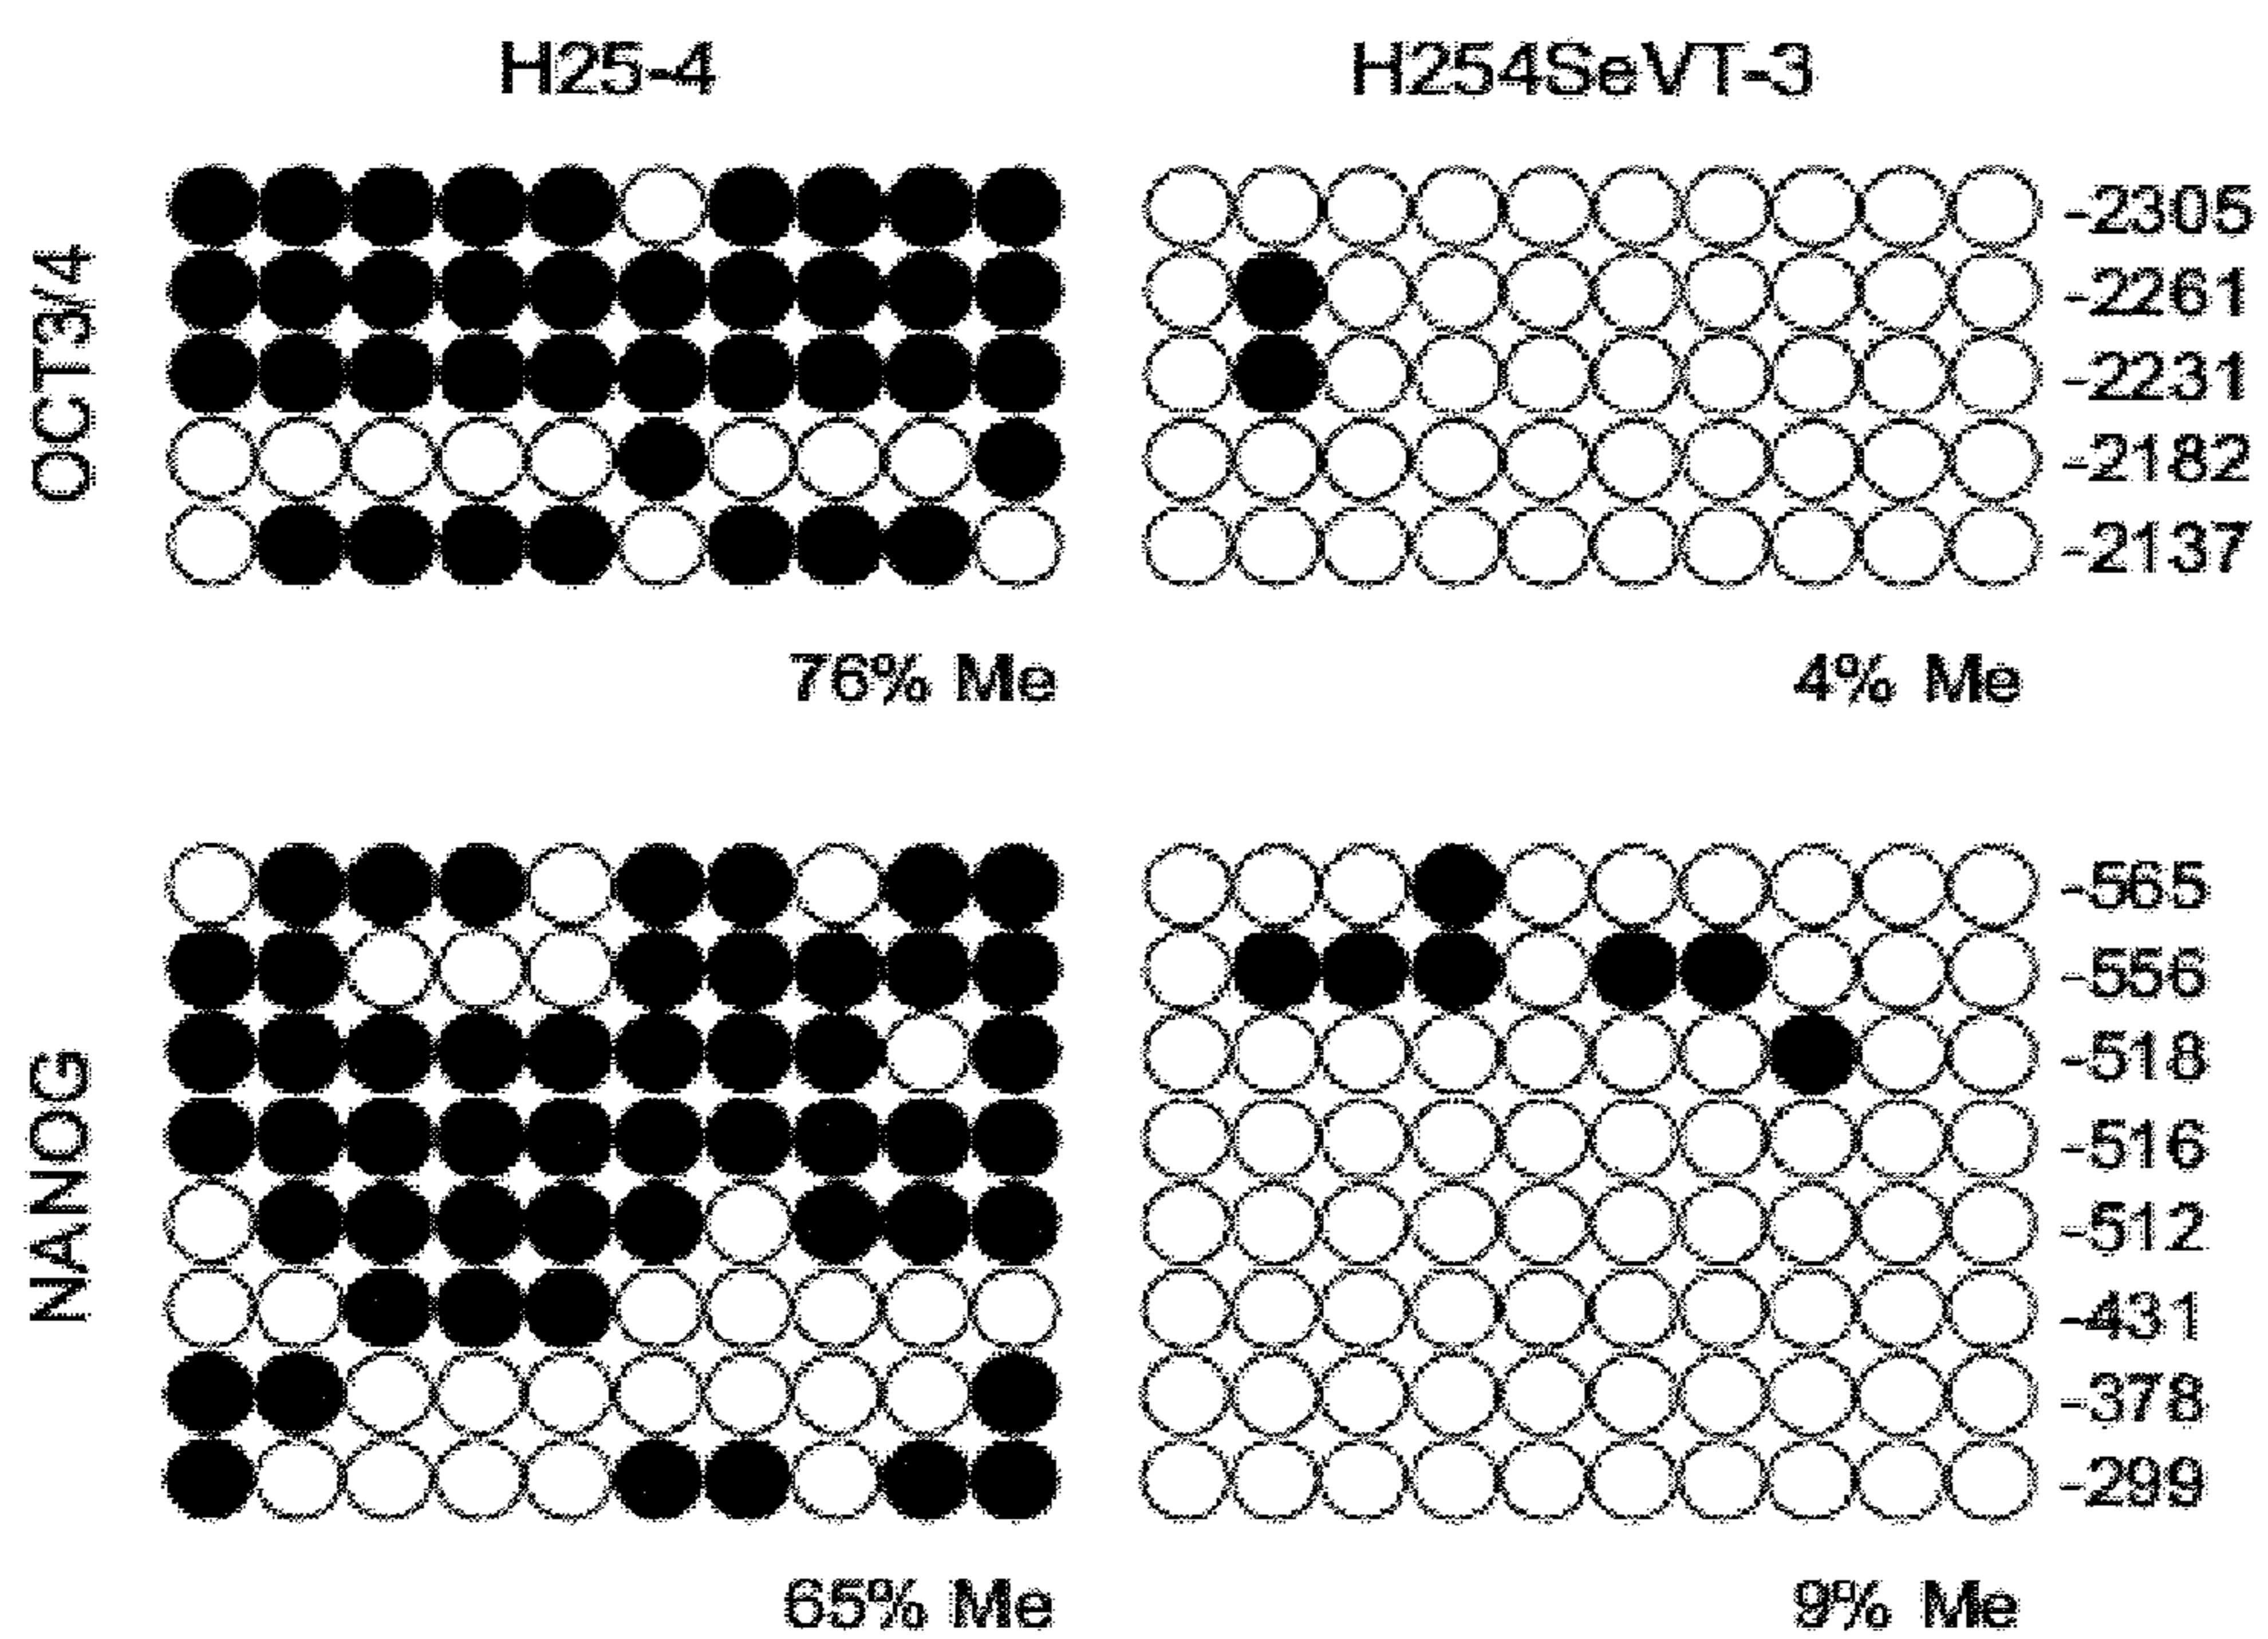 H25-4 H254SeVT-3
OCT3/4
-2305
-2261
-2231
-2182
-2137
76% Me 4% Me
NANOG
-565
-556
-518
-516
-512
-431
-378
-299
65% Me 9% Me